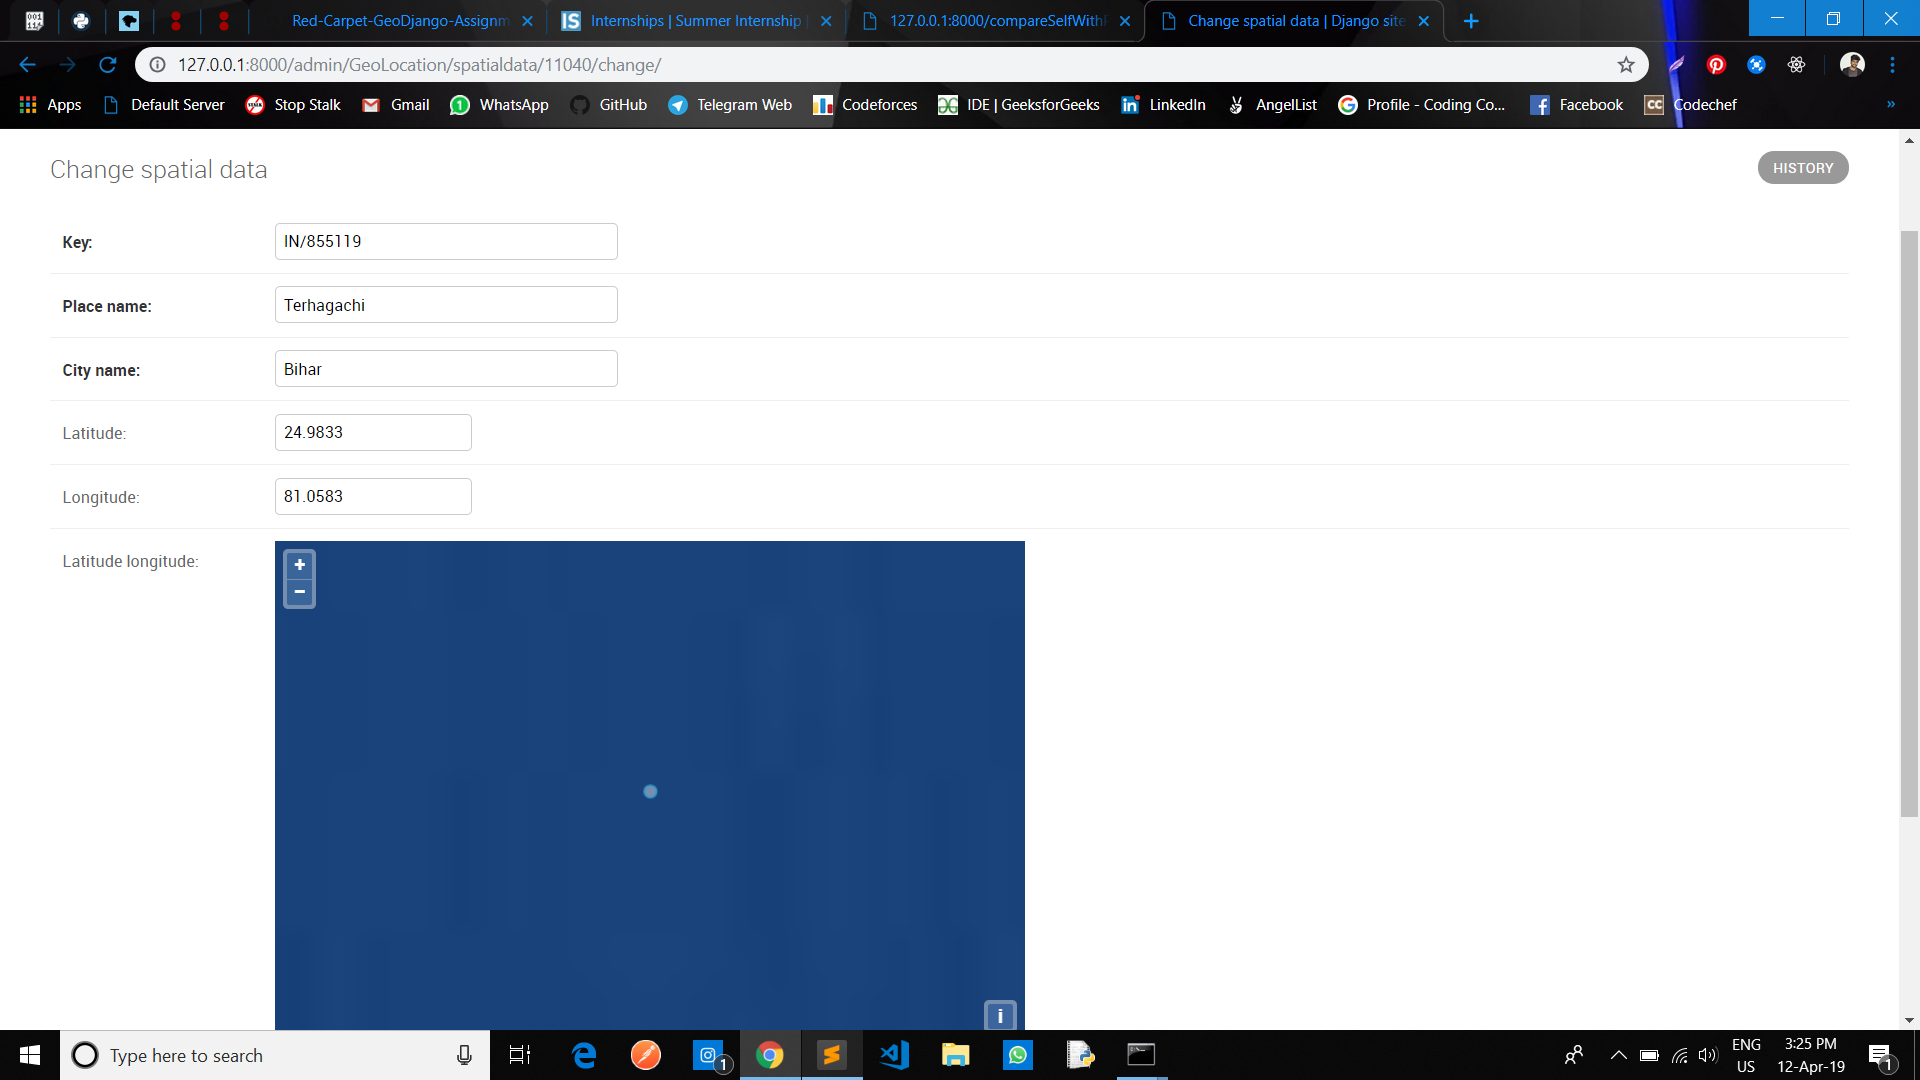 Red-Carpet-GeoDjango-Assignm
IS Internships | Summer Internship
127.0.0.1:8000/compareSelfWith
Change spatial data | Django site
127.0.0.1:8000/admin/GeoLocation/spatialdata/11040/change/
Apps
Default Server
Stop Stalk
Gmail
WhatsApp
GitHub
Telegram Web
Codeforces
IDE | GeeksforGeeks
LinkedIn
AngelList
Profile - Coding Co...
Facebook
CC Codechef
»
Change spatial data
HISTORY
Key:
IN/855119
Place name:
Terhagachi
City name:
Bihar
Latitude:
24.9833
Longitude:
81.0583
Latitude longitude:
+
−
i
Type here to search
1
ENG
US
3:25 PM
12-Apr-19
1